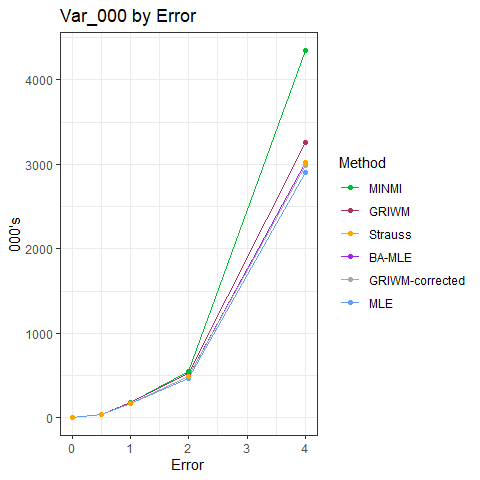 Var_000 by Error
4000
3000
2000
1000
0
000's
0 1 2 3 4
Error
Method
MINMI
GRIWM
Strauss
BA-MLE
GRIWM-corrected
MLE